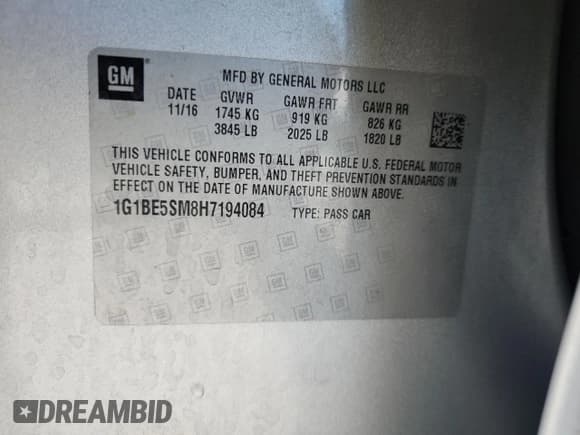 GM ®
MFD BY GENERAL MOTORS LLC
DATE GVWR GAWR FRT GAWR RR
11/16 1745 KG 919 KG 826 KG
3845 LB 2025 LB 1820 LB
THIS VEHICLE CONFORMS TO ALL APPLICABLE U.S. FEDERAL MOTOR
VEHICLE SAFETY, BUMPER, AND THEFT PREVENTION STANDARDS IN
EFFECT ON THE DATE OF MANUFACTURE SHOWN ABOVE.
1G1BE5SM8H7194084 TYPE: PASS CAR
DREAMBID